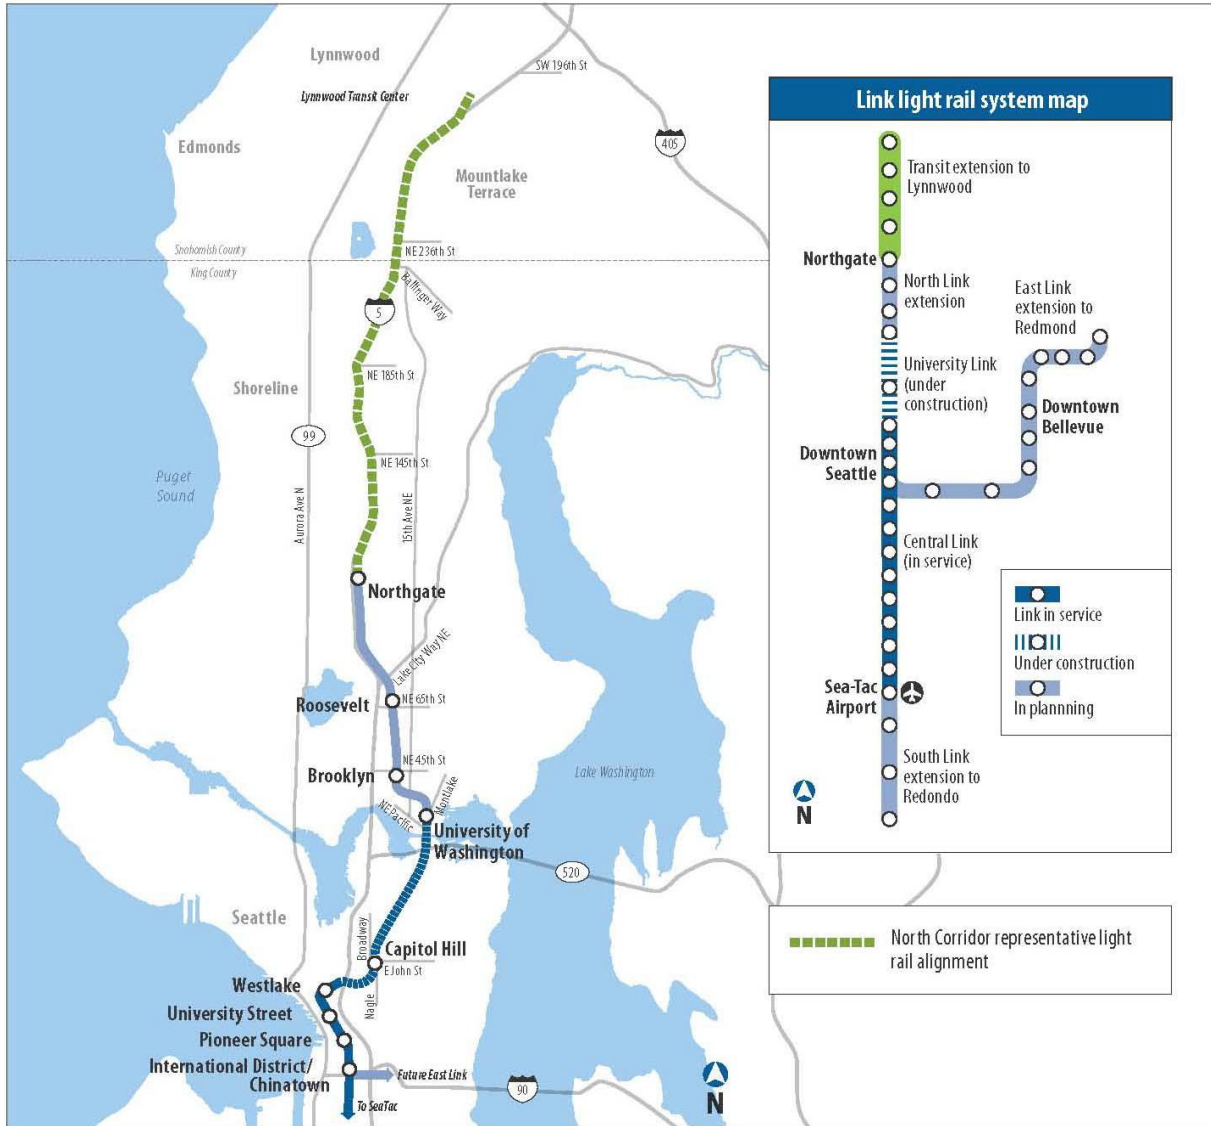 Lynnwood
SW 196th St
Lynnwood Transit Center
Edmonds
405
Mountlake
Terrace
Snohomish County
NE 236th St
King County
Ballinger Way
5
NE 185th St
Shoreline
99
NE 145th St
Puget
Sound
Aurora Ave N
15th Ave NE
Northgate
Lake City Way NE
Roosevelt
NE 65th St
NE 45th St
Brooklyn
Lake Washington
Montlake
NE Pacific
University of
Washington
520
Seattle
Broadway
Capitol Hill
E John St
Westlake
Nagle
University Street
Pioneer Square
International District/
Chinatown
Future East Link
90
To SeaTac
N
Link light rail system map
Transit extension to
Lynnwood
Northgate
North Link
extension
East Link
extension to
Redmond
University Link
(under
construction)
Downtown
Bellevue
Downtown
Seattle
Central Link
(in service)
Link in service
Under construction
In plannning
Sea-Tac
Airport
South Link
extension to
Redondo
N
North Corridor representative light
rail alignment